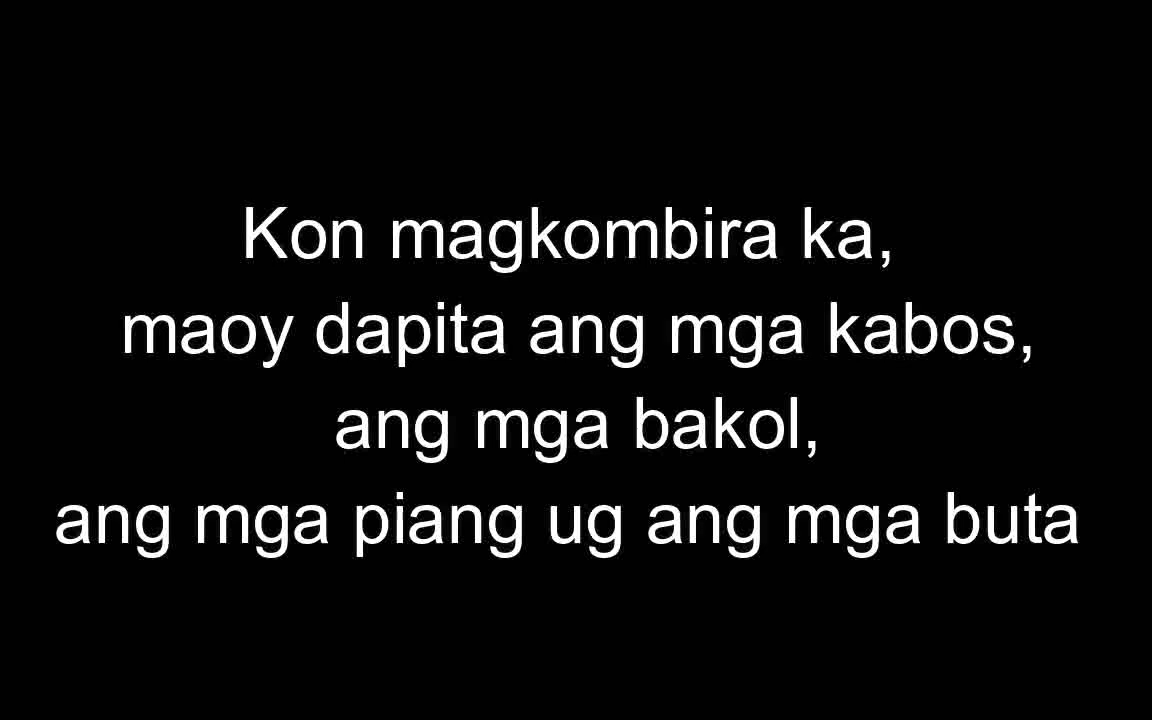 Kon magkombira ka,
maoy dapita ang mga kabos,
ang mga bakol,
ang mga piang ug ang mga buta